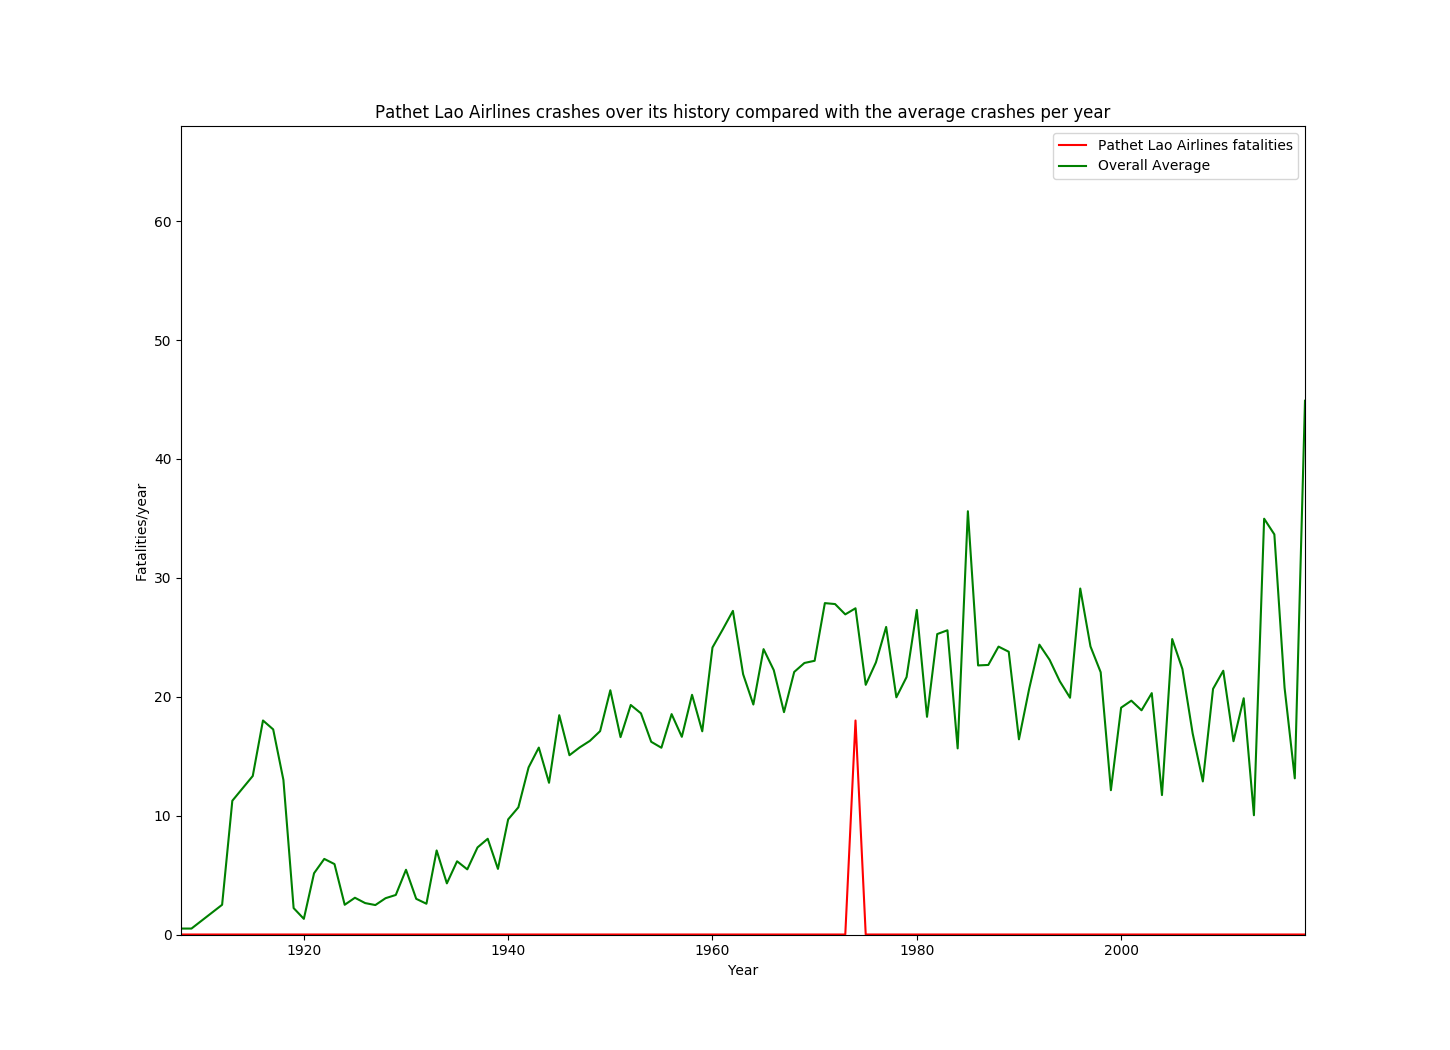 Pathet Lao Airlines crashes over its history compared with the average crashes per year
Pathet Lao Airlines fatalities
Overall Average
60
50
40
30
20
10
0
Fatalities/year
1920
1940
1960
1980
2000
Year